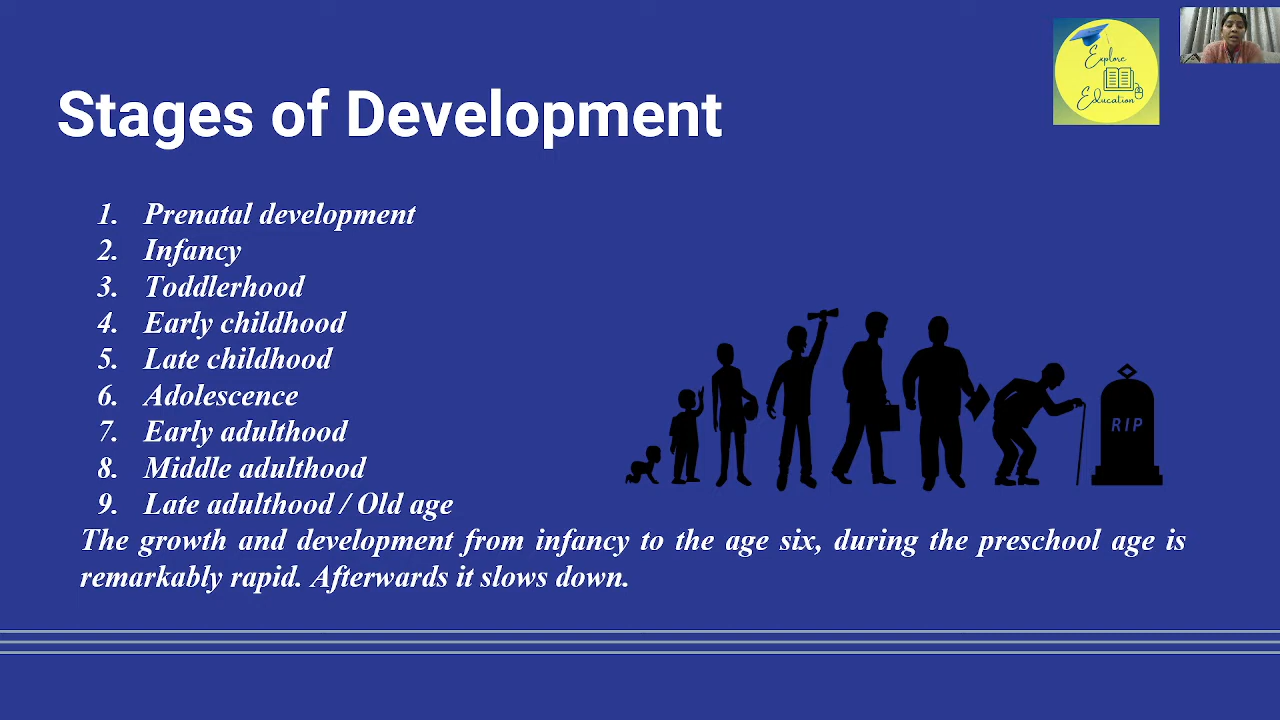 Explore
Education
Stages of Development
1. Prenatal development
2. Infancy
3. Toddlerhood
4. Early childhood
5. Late childhood
6. Adolescence
7. Early adulthood
8. Middle adulthood
9. Late adulthood / Old age
RIP
The growth and development from infancy to the age six, during the preschool age is
remarkably rapid. Afterwards it slows down.